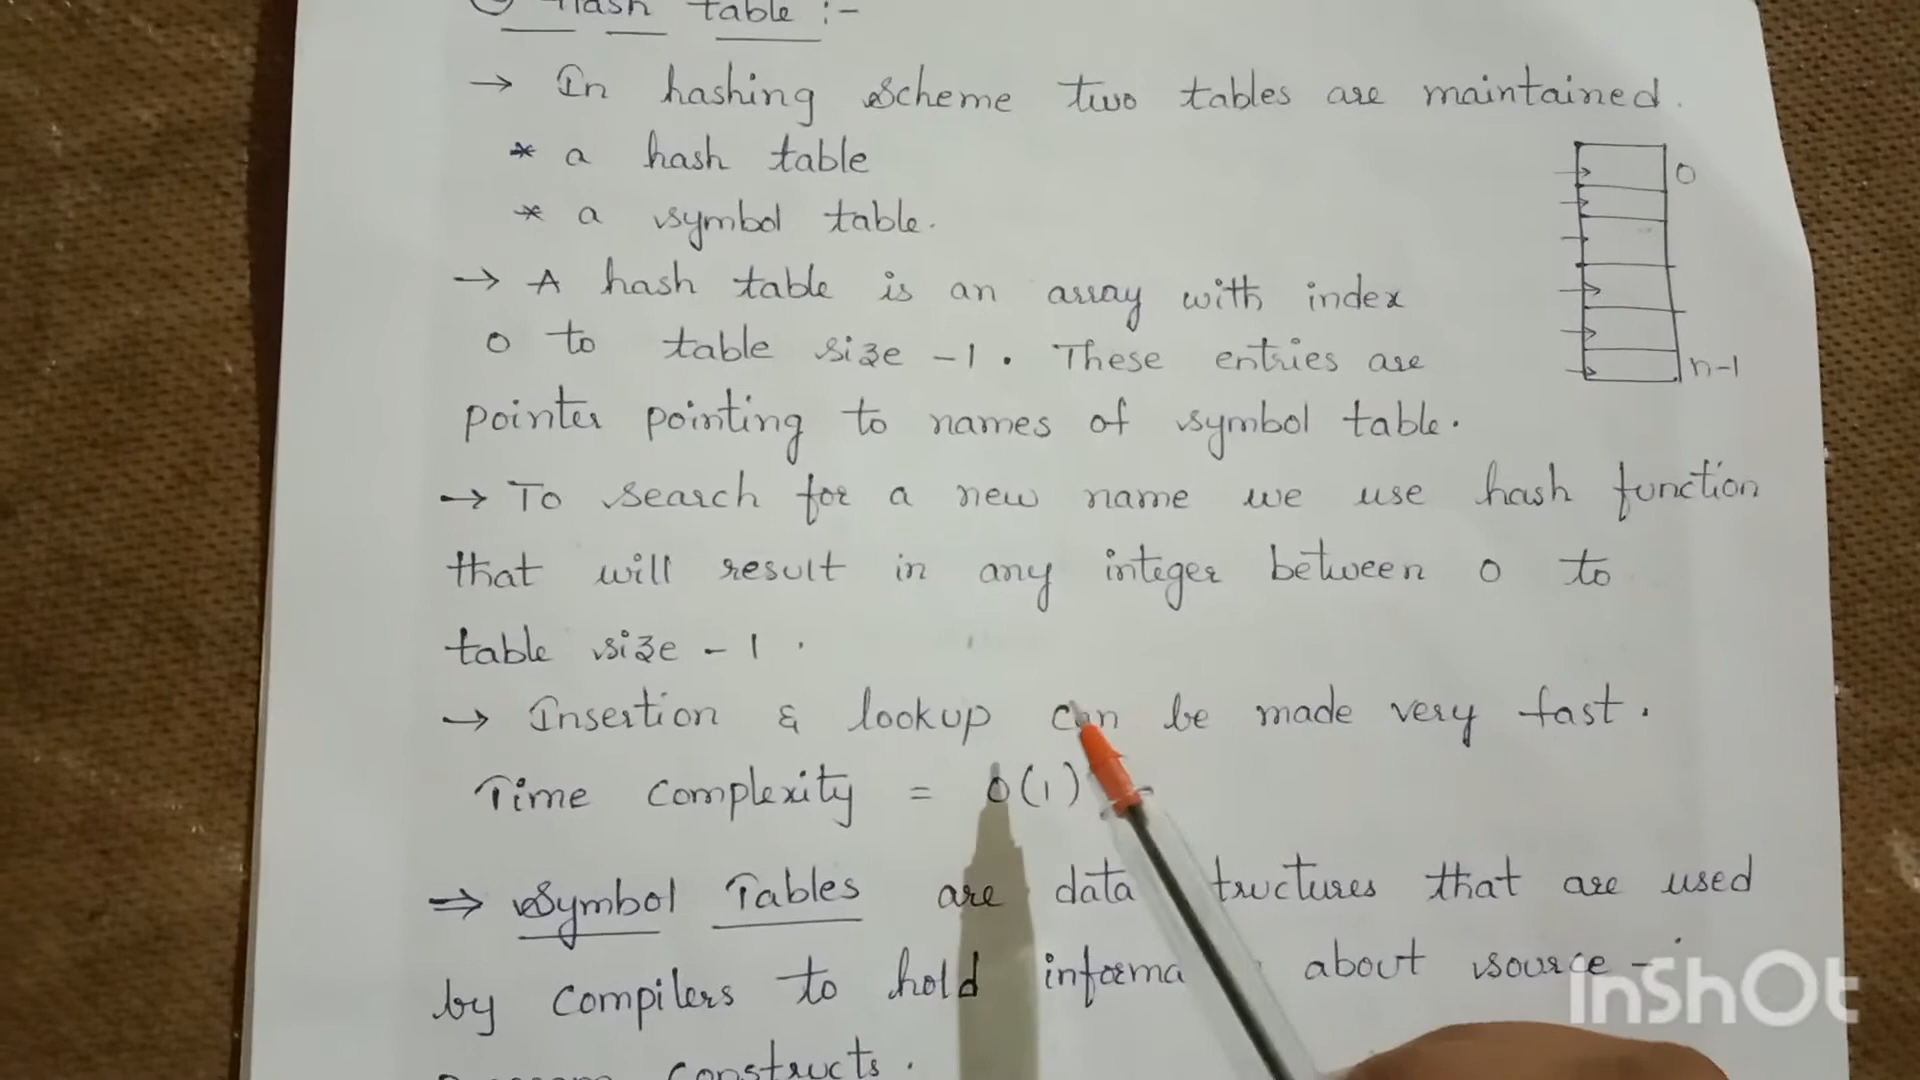 Hash table :-
→ In hashing scheme two tables are maintained.
* a hash table
* a symbol table.
→ A hash table is an array with index
0 to table size -1. These entries are
pointer pointing to names of symbol table.
→ To search for a new name we use hash function
that will result in any integer between 0 to
table size - 1.
→ Insertion & lookup can be made very fast.
Time complexity = O(1)
⇒ Symbol Tables are data tructures that are used
by compilers to hold informa about source -
constructs.
0
n-1
InShOt